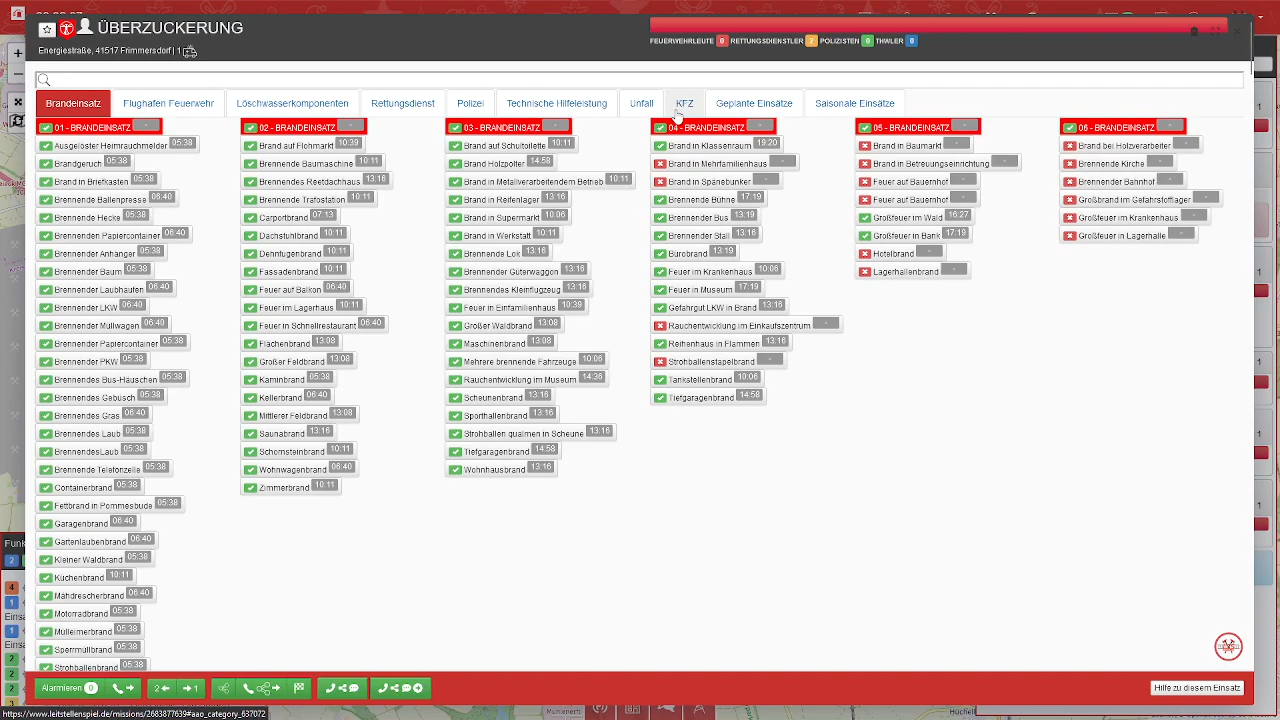 ÜBERZUCKERUNG
Energiestraße, 41517 Frimmersdorf | 1
FEUERWEHRLEUTE 0 RETTUNGSDIENSTLER 2 POLIZISTEN 0 THWLER 0
Brandeinsatz Flughafen Feuerwehr Löschwasserkomponenten Rettungsdienst Polizei Technische Hilfeleistung Unfall KFZ Geplante Einsätze Saisonale Einsätze
01 - BRANDEINSATZ -
Ausgelöster Heimrauchmelder 05:38
Brandgeruch 05:38
Brand in Briefkasten 05:38
Brennende Ballenpresse 06:40
Brennende Hecke 05:38
Brennenden Papiercontainer 06:40
Brennender Anhänger 05:38
Brennender Baum 05:38
Brennender Laubhaufen 06:40
Brennender LKW 06:40
Brennender Müllwagen 06:40
Brennender Papiercontainer 05:38
Brennender PKW 05:38
Brennendes Bus-Häuschen 05:38
Brennendes Gebüsch 05:38
Brennendes Gras 06:40
Brennendes Laub 05:38
BrennendesLaub 05:38
Brennende Telefonzelle 05:38
Containerbrand 05:38
Fettbrand in Pommesbude 05:38
Garagenbrand 06:40
Gartenlaubenbrand 06:40
Kleiner Waldbrand 05:38
Küchenbrand 10:11
Mähdrescherbrand 06:40
Motorradbrand 05:38
Mülleimerbrand 05:38
Sperrmüllbrand 05:38
Strohballenbrand 05:38
02 - BRANDEINSATZ -
Brand auf Flohmarkt 10:39
Brennende Baumaschine 10:11
Brennendes Reetdachhaus 13:16
Brennende Trafostation 10:11
Carportbrand 07:13
Dachstuhlbrand 10:11
Dehnfugenbrand 10:11
Fassadenbrand 10:11
Feuer auf Balkon 06:40
Feuer im Lagerhaus 10:11
Feuer in Schnellrestaurant 06:40
Flächenbrand 13:08
Großer Feldbrand 13:08
Kaminbrand 05:38
Kellerbrand 06:40
Mittlerer Feldbrand 13:08
Saunabrand 13:16
Schornsteinbrand 10:11
Wohnwagenbrand 06:40
Zimmerbrand 10:11
03 - BRANDEINSATZ -
Brand auf Schultoilette 10:11
Brand Holzpolter 14:58
Brand in Metallverarbeitendem Betrieb 10:11
Brand in Reifenlager 13:16
Brand in Supermarkt 10:06
Brand in Werkstatt 10:11
Brennende Lok 13:16
Brennender Güterwaggon 13:16
Brennendes Kleinflugzeug 13:16
Feuer in Einfamilienhaus 10:39
Großer Waldbrand 13:08
Maschinenbrand 13:08
Mehrere brennende Fahrzeuge 10:06
Rauchentwicklung im Museum 14:36
Scheunenbrand 13:16
Sporthallenbrand 13:16
Strohballen qualmen in Scheune 13:16
Tiefgaragenbrand 14:58
Wohnhausbrand 13:16
04 - BRANDEINSATZ -
Brand in Klassenraum 19:20
Brand in Mehrfamilienhaus -
Brand in Spänebunker -
Brennende Bühne 17:19
Brennender Bus 13:19
Brennender Stall 13:16
Bürobrand 13:19
Feuer im Krankenhaus 10:06
Feuer in Museum 17:19
Gefahrgut LKW in Brand 13:16
Rauchentwicklung im Einkaufszentrum -
Reihenhaus in Flammen 13:16
Strohballenstapelbrand -
Tankstellenbrand 10:06
Tiefgaragenbrand 14:58
05 - BRANDEINSATZ -
Brand in Baumarkt -
Brand in Betreuungseinrichtung -
Feuer auf Bauernhof -
Feuer auf Bauernhof -
Großfeuer im Wald 16:27
Großfeuer in Bank 17:19
Hotelbrand -
Lagerhallenbrand -
06 - BRANDEINSATZ -
Brand bei Holzverarbeiter -
Brennende Kirche -
Brennender Bahnhof -
Großbrand im Gefahrstofflager -
Großfeuer im Krankenhaus -
Großfeuer in Lagerhalle -
Alarmieren 0 2 1 Hilfe zu diesem Einsatz
https://www.leitstellenspiel.de/missions/2683877639#aao_category_637072